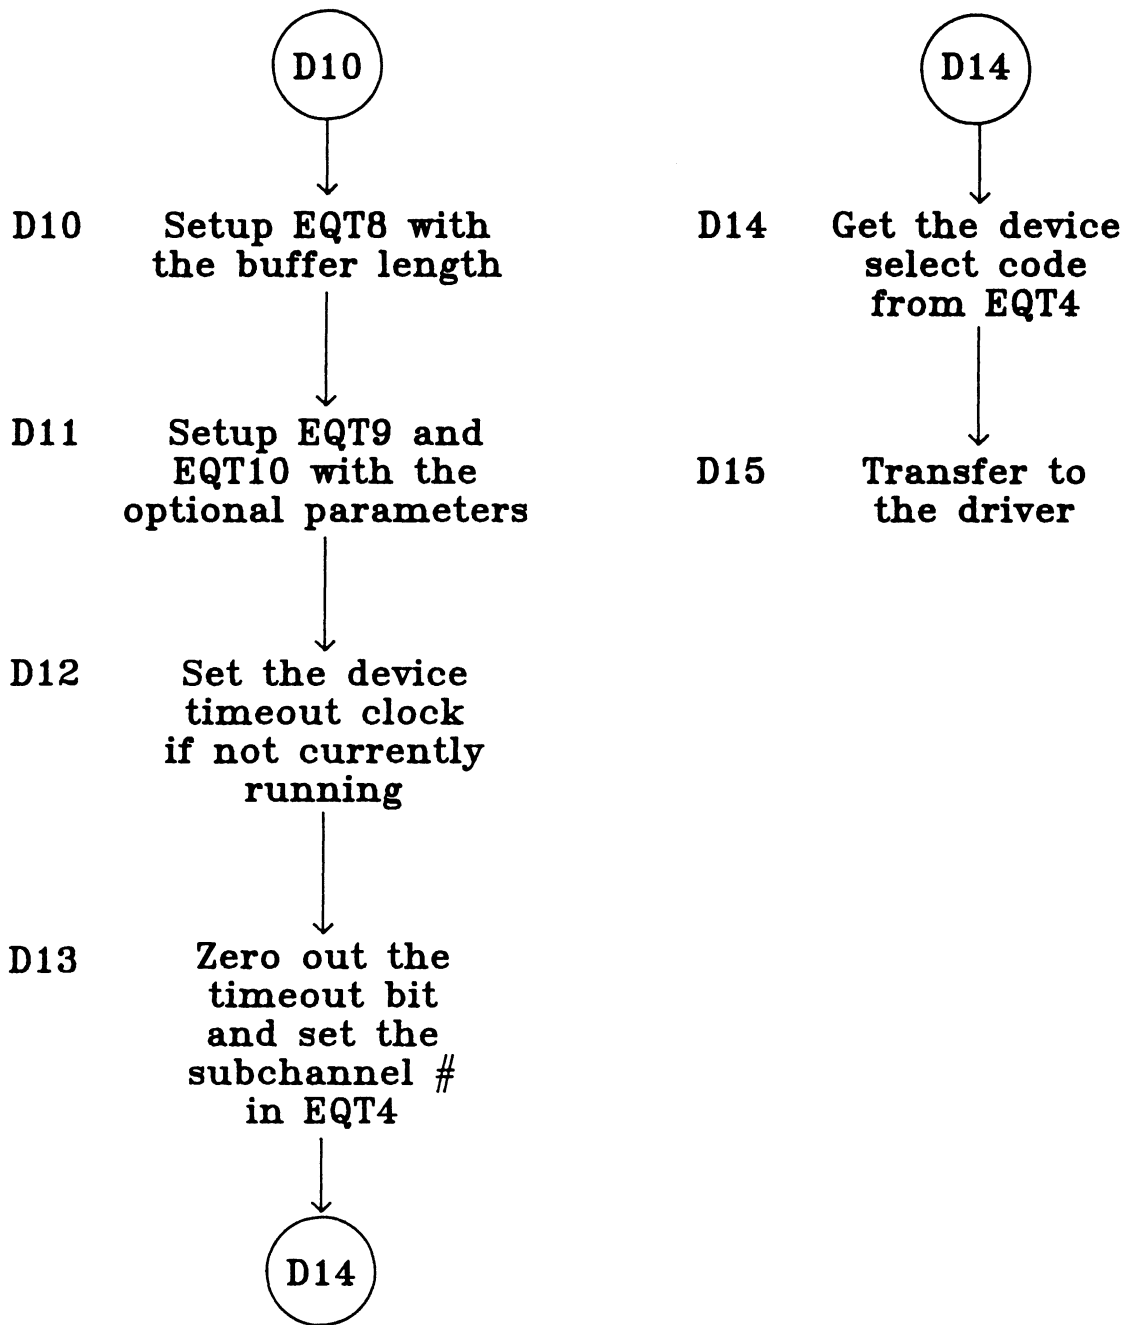 D10
D10
Setup EQT8 with
the buffer length
D11
Setup EQT9 and
EQT10 with the
optional parameters
D12
Set the device
timeout clock
if not currently
running
D13
Zero out the
timeout bit
and set the
subchannel #
in EQT4
D14
D14
D14
Get the device
select code
from EQT4
D15
Transfer to
the driver